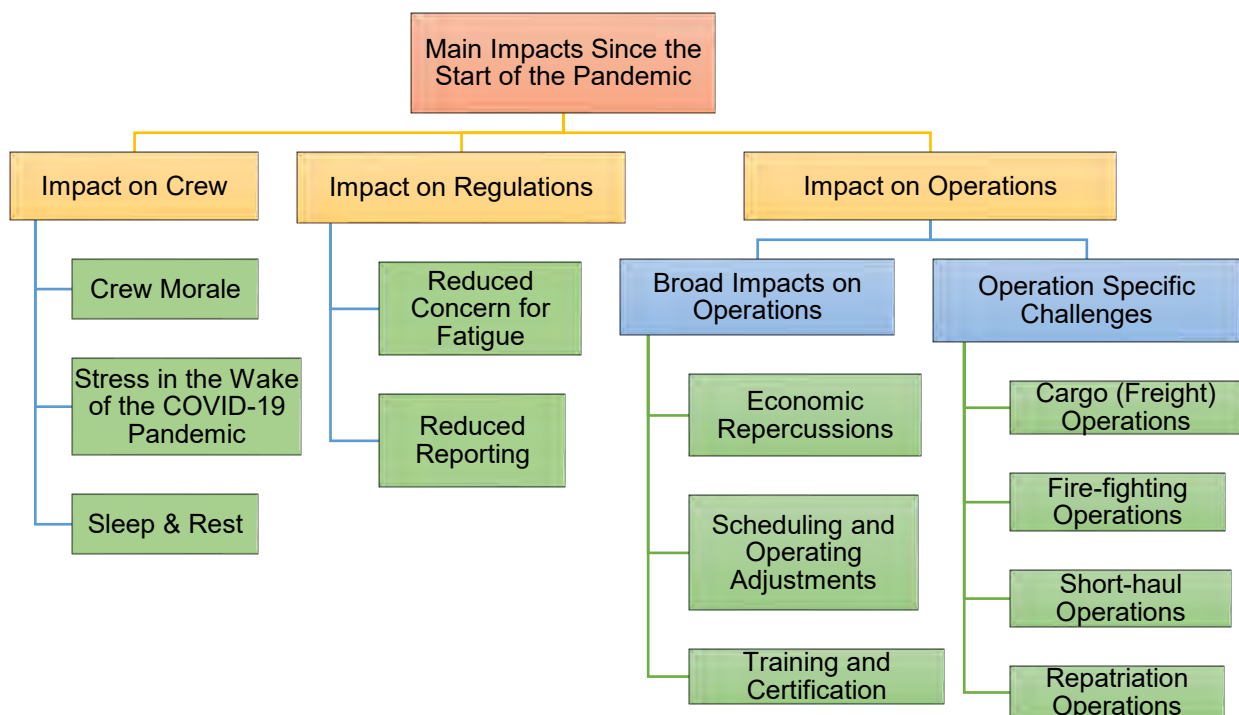 Main Impacts Since the
Start of the Pandemic
Impact on Crew
Impact on Regulations
Impact on Operations
Crew Morale
Stress in the Wake
of the COVID-19
Pandemic
Sleep & Rest
Reduced
Concern for
Fatigue
Reduced
Reporting
Broad Impacts on
Operations
Economic
Repercussions
Scheduling and
Operating
Adjustments
Training and
Certification
Operation Specific
Challenges
Cargo (Freight)
Operations
Fire-fighting
Operations
Short-haul
Operations
Repatriation
Operations